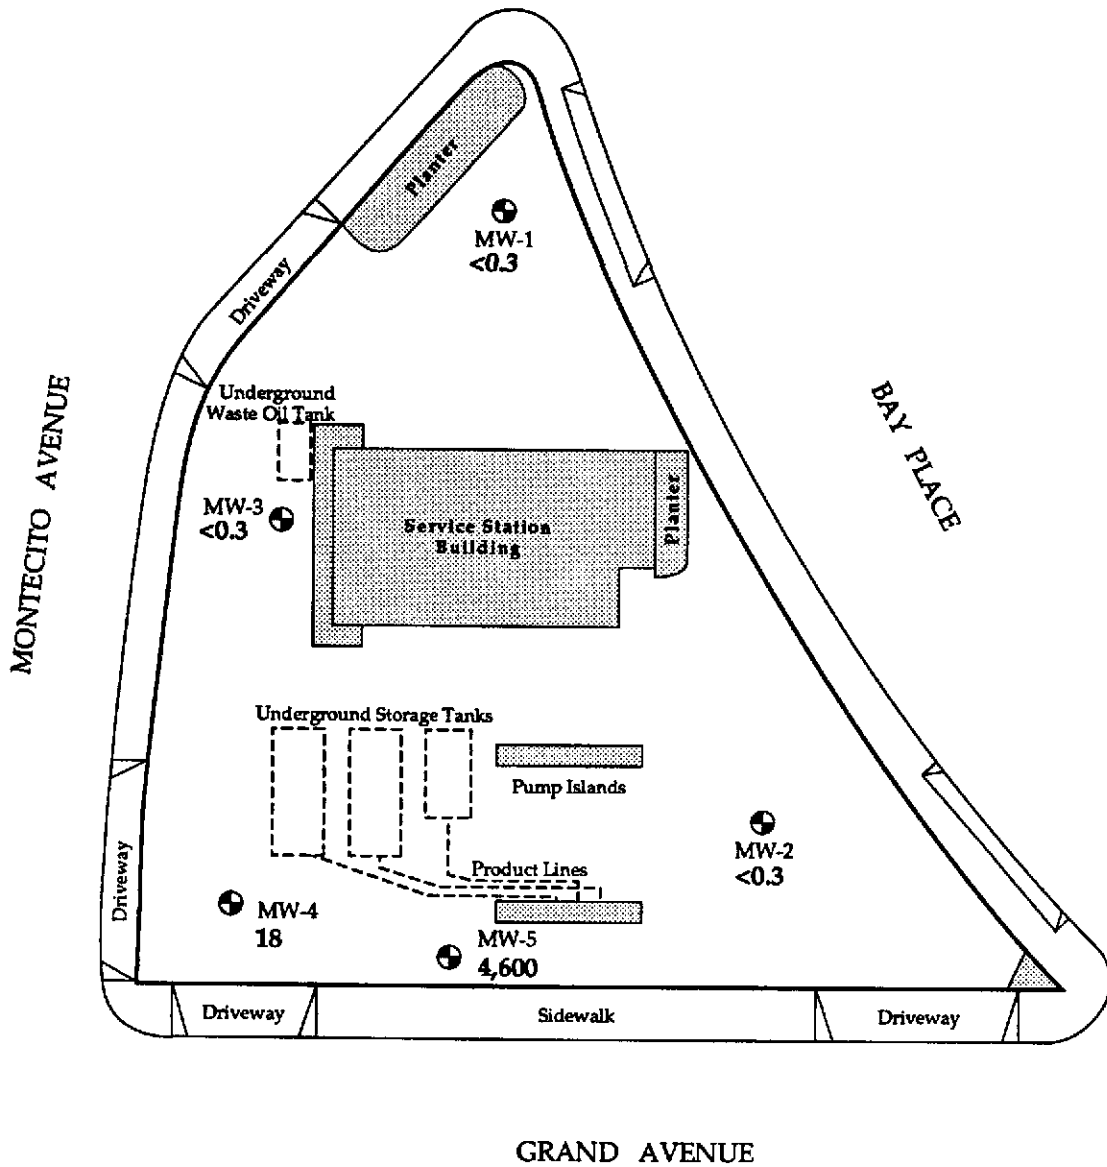 Planter
MW-1
<0.3
Driveway
MONTECITO AVENUE
BAY PLACE
Underground
Waste Oil Tank
MW-3
<0.3
Service Station
Building
Planter
Underground Storage Tanks
Pump Islands
MW-2
<0.3
Product Lines
Driveway
MW-4
18
MW-5
4,600
Driveway
Sidewalk
Driveway
GRAND AVENUE